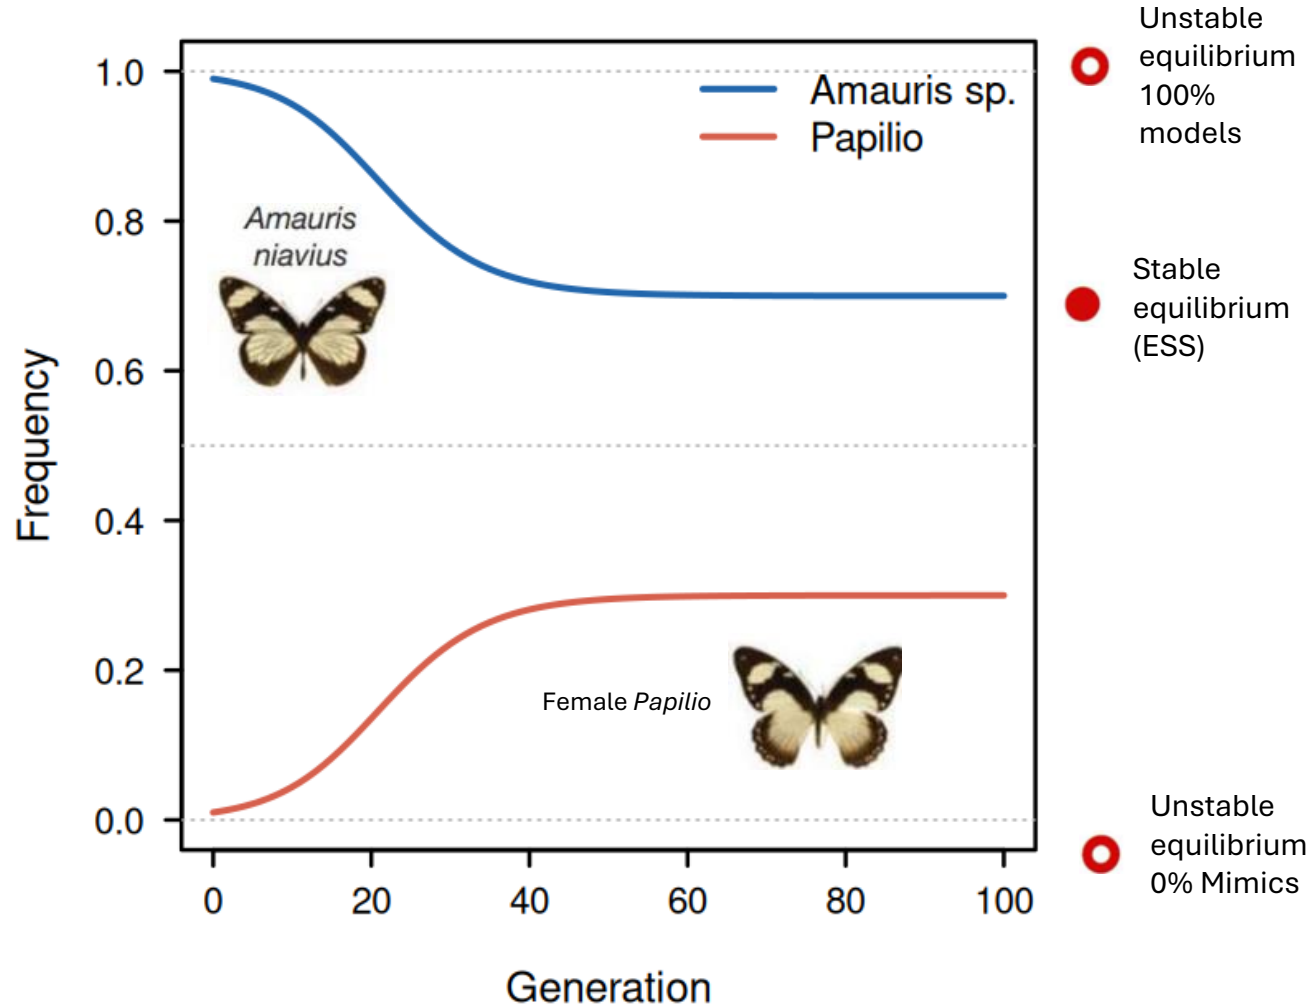 Unstable
equilibrium
100%
models
1.0
Amauris sp.
Papilio
0.8
Amauris
niavius
Stable
equilibrium
(ESS)
0.6
Frequency
0.4
0.2
Female Papilio
Unstable
equilibrium
0% Mimics
0.0
0 20 40 60 80 100
Generation